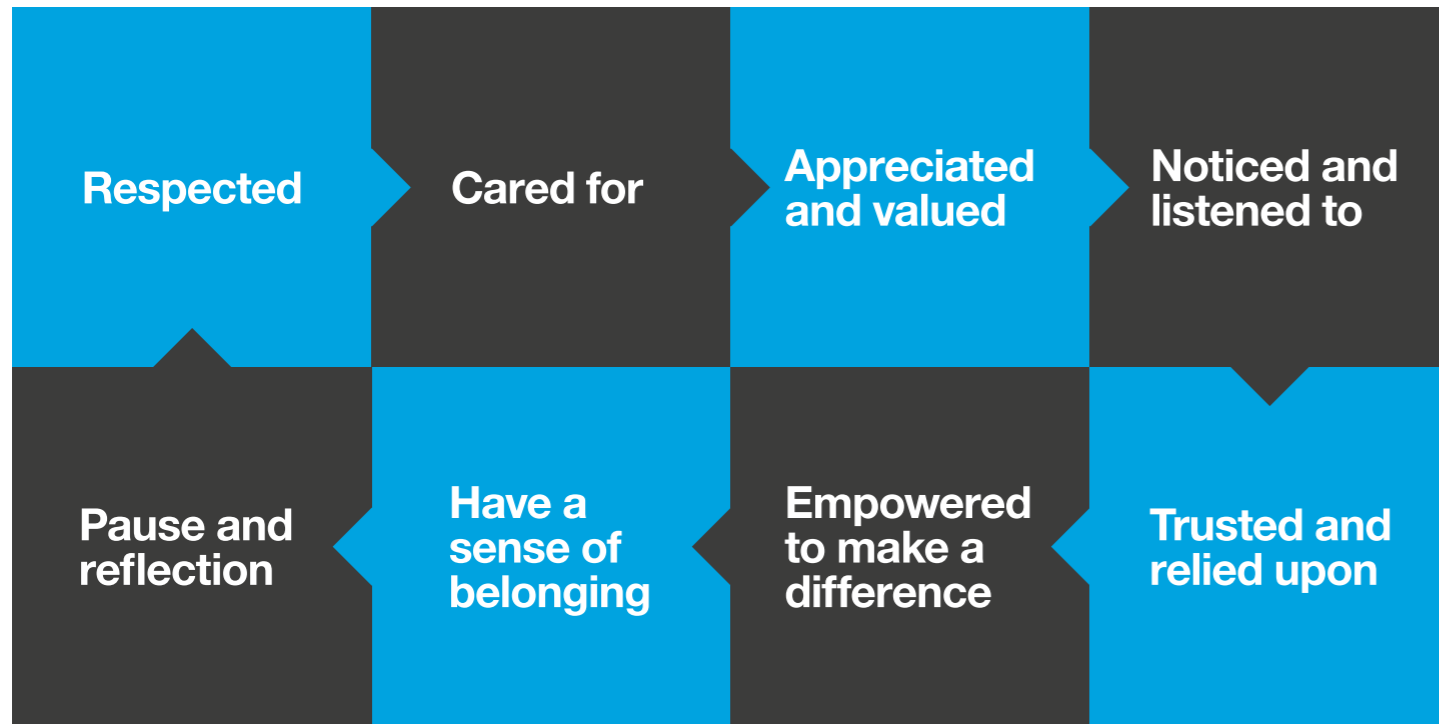 Respected
Cared for
Appreciated
and valued
Noticed and
listened to
Trusted and
relied upon
Empowered
to make a
difference
Have a
sense of
belonging
Pause and
reflection